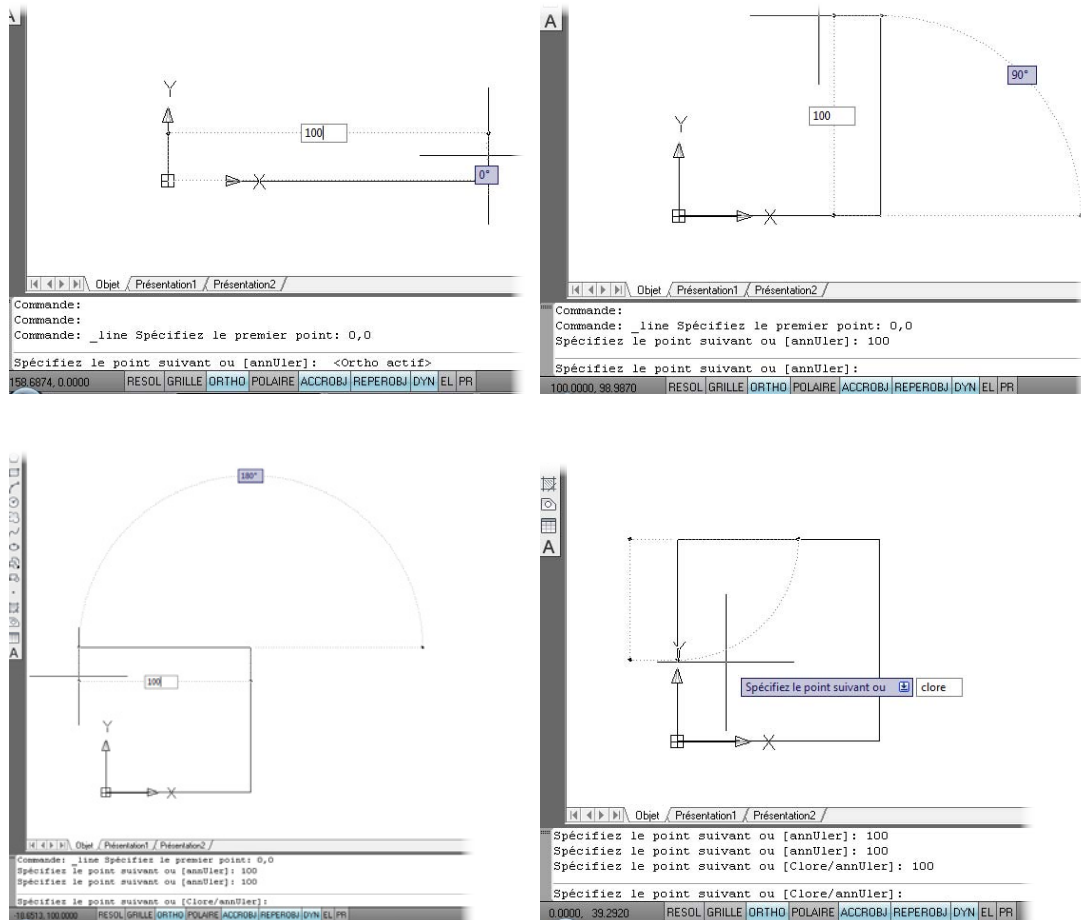 A
Y
100
0°
X
Objet / Présentation1 / Présentation2 /
Commande:
Commande:
Commande: _line Spécifiez le premier point: 0,0
Spécifiez le point suivant ou [annUler]: <Ortho actif>
158.6874, 0.0000 RESOL GRILLE ORTHO POLAIRE ACCROBJ REPEROBJ DYN EL PR
A
90°
100
Y
X
Objet / Présentation1 / Présentation2 /
Commande:
Commande: _line Spécifiez le premier point: 0,0
Spécifiez le point suivant ou [annUler]: 100
Spécifiez le point suivant ou [annUler]:
100.0000, 98.9870 RESOL GRILLE ORTHO POLAIRE ACCROBJ REPEROBJ DYN EL PR
180°
A
100
Y
X
Objet / Présentation1 / Présentation2 /
Commande: _line Spécifiez le premier point: 0,0
Spécifiez le point suivant ou [annUler]: 100
Spécifiez le point suivant ou [annUler]: 100
Spécifiez le point suivant ou [Clore/annUler]:
-18.6513, 100.0000 RESOL GRILLE ORTHO POLAIRE ACCROBJ REPEROBJ DYN EL PR
A
Y
Spécifiez le point suivant ou clore
X
Objet / Présentation1 / Présentation2 /
Spécifiez le point suivant ou [annUler]: 100
Spécifiez le point suivant ou [annUler]: 100
Spécifiez le point suivant ou [Clore/annUler]: 100
Spécifiez le point suivant ou [Clore/annUler]:
0.0000, 39.2920 RESOL GRILLE ORTHO POLAIRE ACCROBJ REPEROBJ DYN EL PR